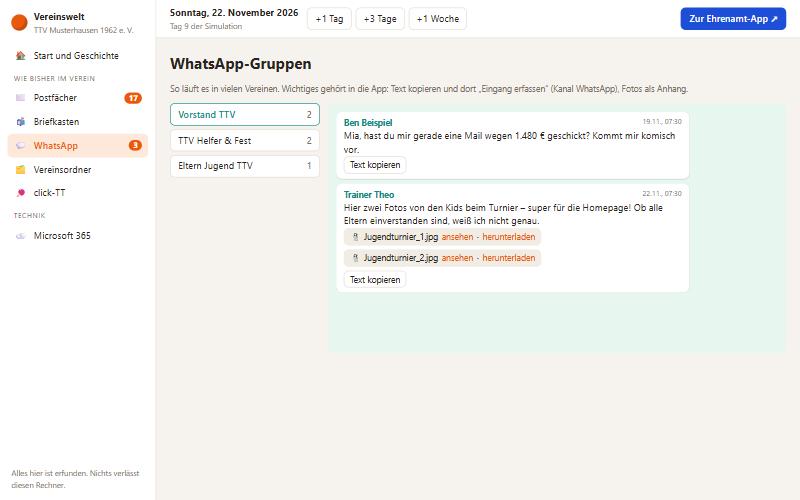 Vereinswelt
TTV Musterhausen 1962 e. V.
Start und Geschichte
WIE BISHER IM VEREIN
Postfächer 17
Briefkasten
WhatsApp 3
Vereinsordner
click-TT
TECHNIK
Microsoft 365
Alles hier ist erfunden. Nichts verlässt
diesen Rechner.
Sonntag, 22. November 2026
Tag 9 der Simulation
+1 Tag
+3 Tage
+1 Woche
Zur Ehrenamt-App ↗
WhatsApp-Gruppen
So läuft es in vielen Vereinen. Wichtiges gehört in die App: Text kopieren und dort „Eingang erfassen“ (Kanal WhatsApp), Fotos als Anhang.
Vorstand TTV 2
TTV Helfer & Fest 2
Eltern Jugend TTV 1
Ben Beispiel 19.11., 07:30
Mia, hast du mir gerade eine Mail wegen 1.480 € geschickt? Kommt mir komisch
vor.
Text kopieren
Trainer Theo 22.11., 07:30
Hier zwei Fotos von den Kids beim Turnier – super für die Homepage! Ob alle
Eltern einverstanden sind, weiß ich nicht genau.
Jugendturnier_1.jpg ansehen · herunterladen
Jugendturnier_2.jpg ansehen · herunterladen
Text kopieren